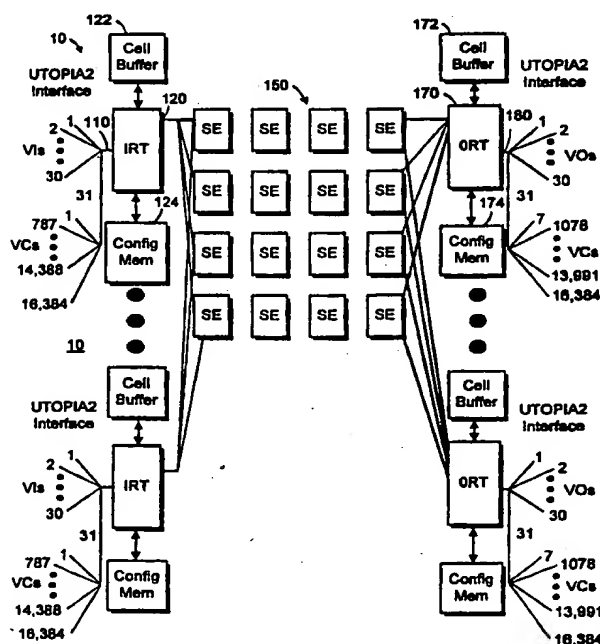 10
122
Cell
Buffer
UTOPIA2
Interface
120
110
1
2
VIs
30
IRT
31
124
787
1
VCs
14,388
16,384
Config
Mem
10
150
SE SE SE SE
SE SE SE SE
SE SE SE SE
SE SE SE SE
172
Cell
Buffer
UTOPIA2
Interface
170
180
0RT
1
2
VOs
30
31
174
Config
Mem
7
1078
VCs
13,991
16,384
Cell
Buffer
UTOPIA2
Interface
1
2
VIs
30
IRT
31
787
1
VCs
14,388
16,384
Config
Mem
Cell
Buffer
UTOPIA2
Interface
0RT
1
2
VOs
30
31
Config
Mem
7
1078
VCs
13,991
16,384